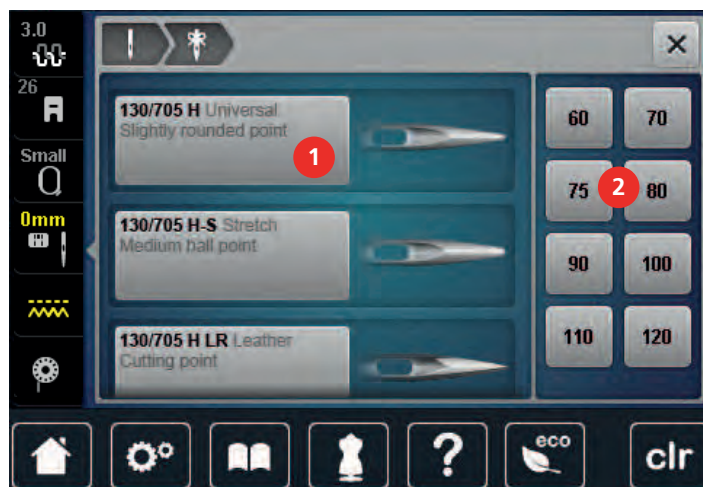 3.0
26
Small
0mm
130/705 H Universal
Slightly rounded point
1
130/705 H-S Stretch
Medium ball point
130/705 H LR Leather
Cutting point
60 70
75 2 80
90 100
110 120
?
eco
clr